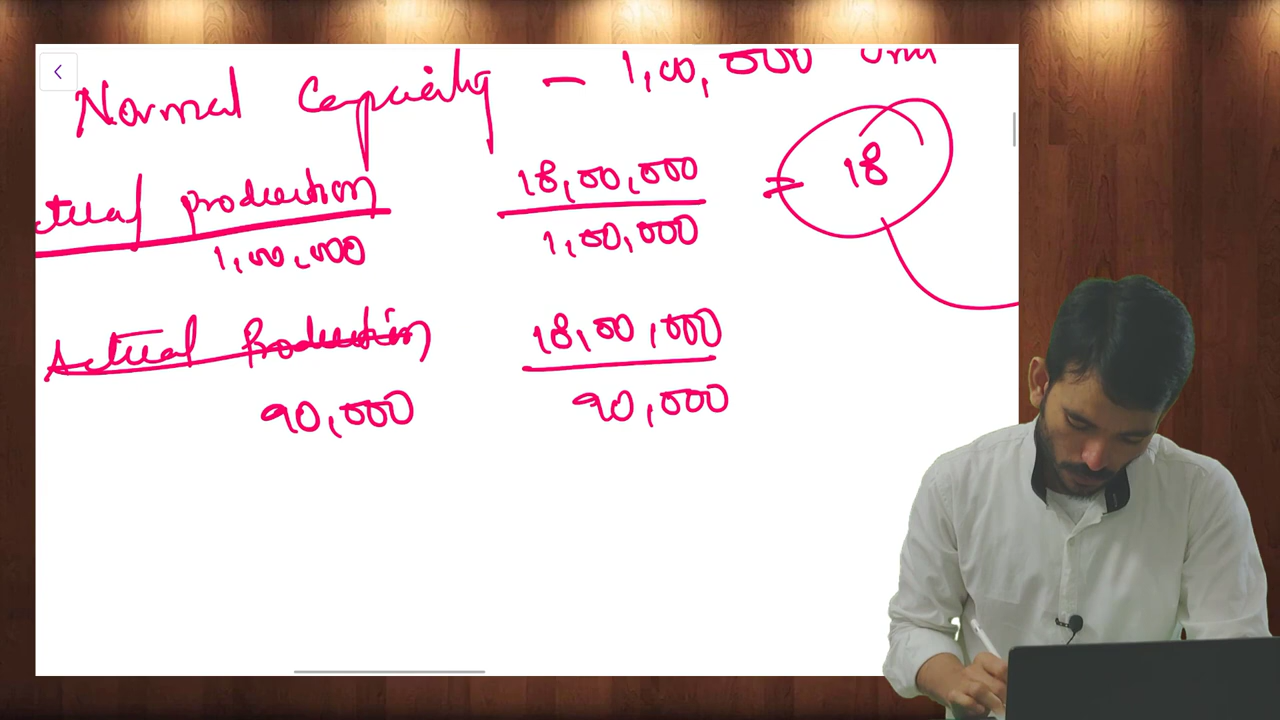 Normal Capacity – 1,00,000 Unit
Actual production 18,00,000 = 18
1,00,000 1,00,000
Actual Production 18,00,000
90,000 90,000